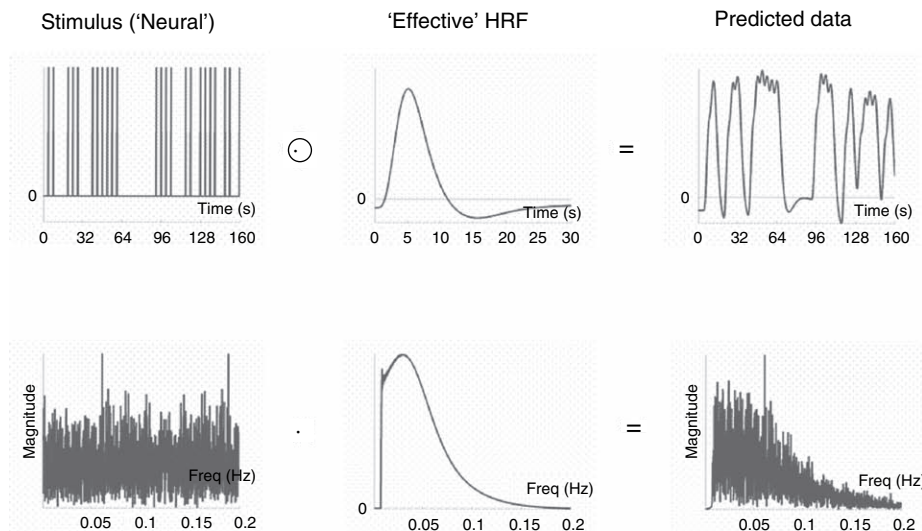 Stimulus (‘Neural’) ‘Effective’ HRF Predicted data
0 0 0
Time (s) Time (s) Time (s)
0 32 64 96 128 160 0 5 10 15 20 25 30 0 32 64 96 128 160
=
Magnitude Magnitude
. =
Freq (Hz) Freq (Hz) Freq (Hz)
0
0.05 0.1 0.15 0.2 0.05 0.1 0.15 0.2 0.05 0.1 0.15 0.2